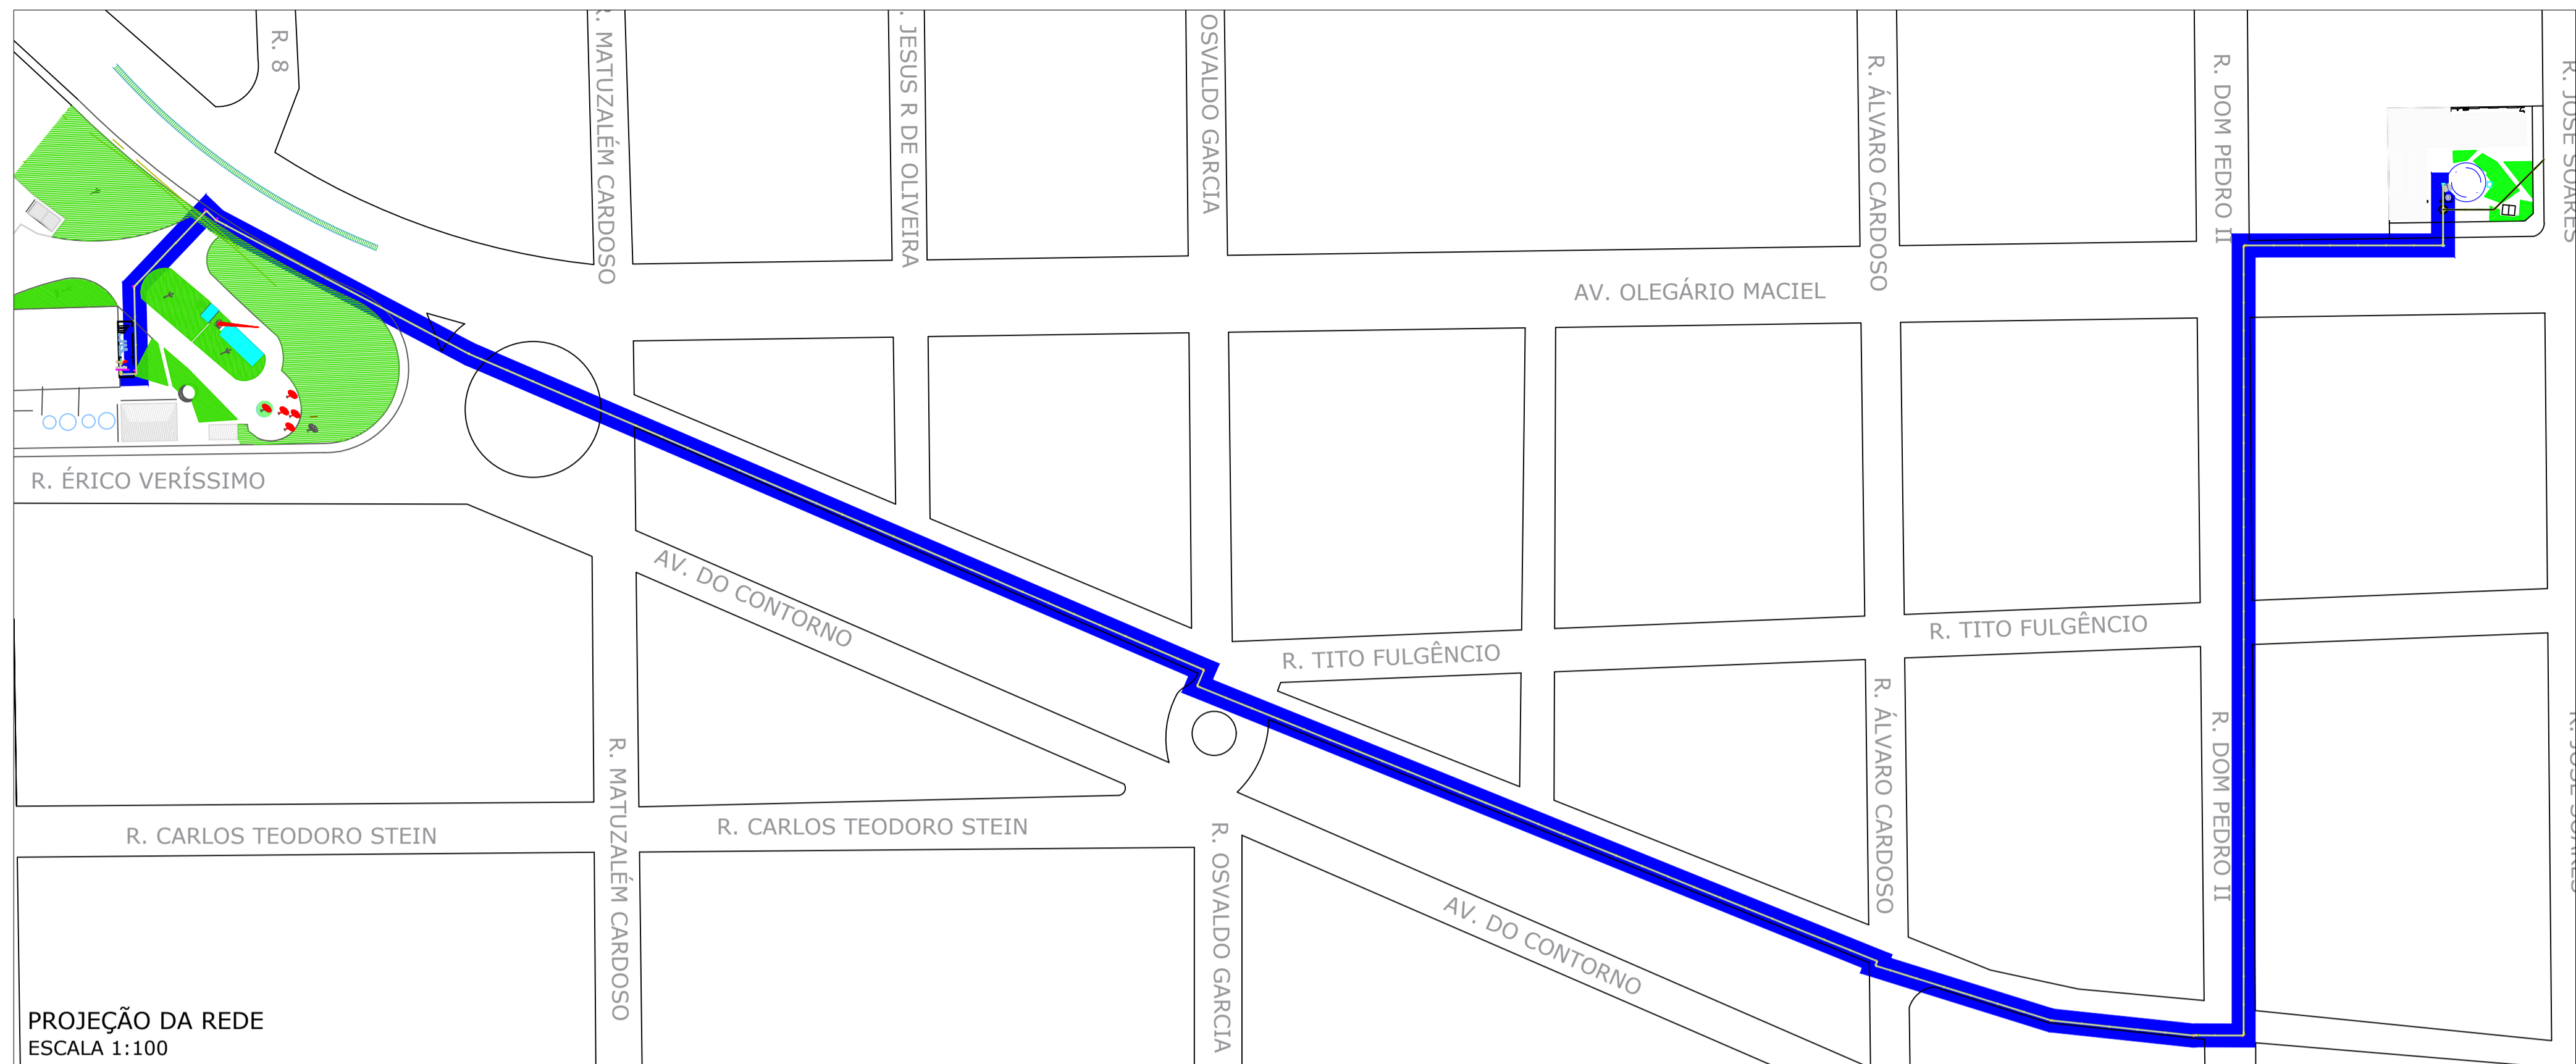 R. 8
R. MATUZALÉM CARDOSO
. JESUS R DE OLIVEIRA
OSVALDO GARCIA
R. ÁLVARO CARDOSO
R. DOM PEDRO II
R. JOSÉ SOARES
AV. OLEGÁRIO MACIEL
R. ÉRICO VERÍSSIMO
AV. DO CONTORNO
R. TITO FULGÊNCIO
R. TITO FULGÊNCIO
R. MATUZALÉM CARDOSO
R. CARLOS TEODORO STEIN
R. CARLOS TEODORO STEIN
R. OSVALDO GARCIA
AV. DO CONTORNO
R. ÁLVARO CARDOSO
R. DOM PEDRO II
PROJEÇÃO DA REDE
ESCALA 1:100